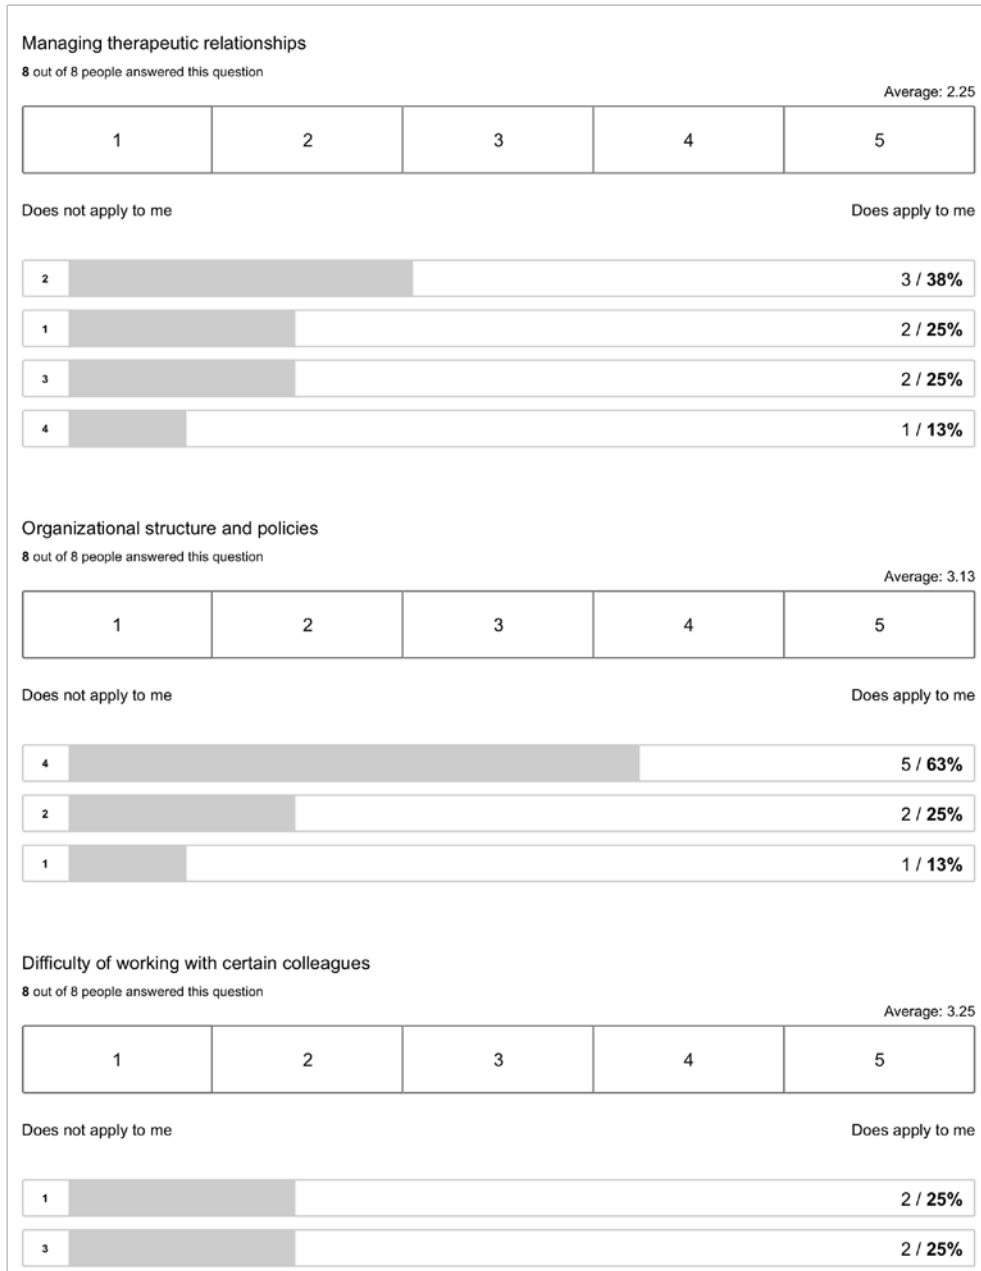 Managing therapeutic relationships
8 out of 8 people answered this question
Average: 2.25
1 2 3 4 5
Does not apply to me Does apply to me
2 3 / 38%
1 2 / 25%
3 2 / 25%
4 1 / 13%
Organizational structure and policies
8 out of 8 people answered this question
Average: 3.13
1 2 3 4 5
Does not apply to me Does apply to me
4 5 / 63%
2 2 / 25%
1 1 / 13%
Difficulty of working with certain colleagues
8 out of 8 people answered this question
Average: 3.25
1 2 3 4 5
Does not apply to me Does apply to me
1 2 / 25%
3 2 / 25%